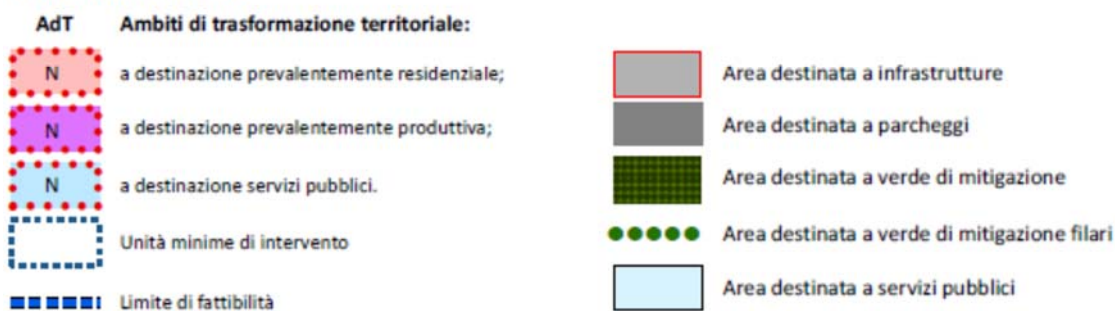 AdT Ambiti di trasformazione territoriale:
N a destinazione prevalentemente residenziale;
N a destinazione prevalentemente produttiva;
N a destinazione servizi pubblici.
Unità minime di intervento
Limite di fattibilità
Area destinata a infrastrutture
Area destinata a parcheggi
Area destinata a verde di mitigazione
Area destinata a verde di mitigazione filari
Area destinata a servizi pubblici